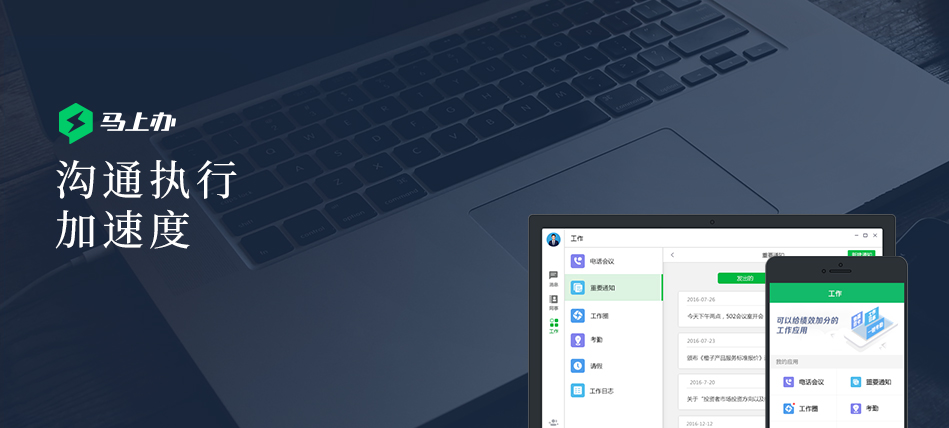 马上办
沟通执行
加速度
工作
电话会议
重要通知
工作圈
考勤
请假
工作日志
消息
同事
工作
重要通知
新建通知
发出的
2016-07-26
今天下午两点，502会议室开会
2016-07-23
颁布《橙子产品服务标准报价》
2016-7-20
关于“投资者市场投资方向以及
2016-12-12
工作
可以给绩效加分的
工作应用
我的应用
电话会议
重要通知
工作圈
考勤